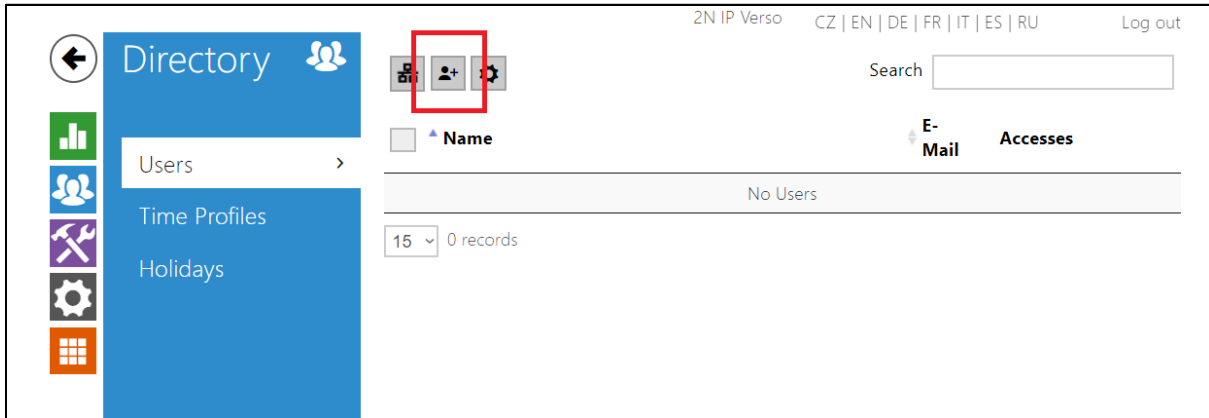 2N IP Verso CZ | EN | DE | FR | IT | ES | RU Log out
Directory
Search
Name
E-
Mail
Accesses
Users
No Users
Time Profiles
15 0 records
Holidays